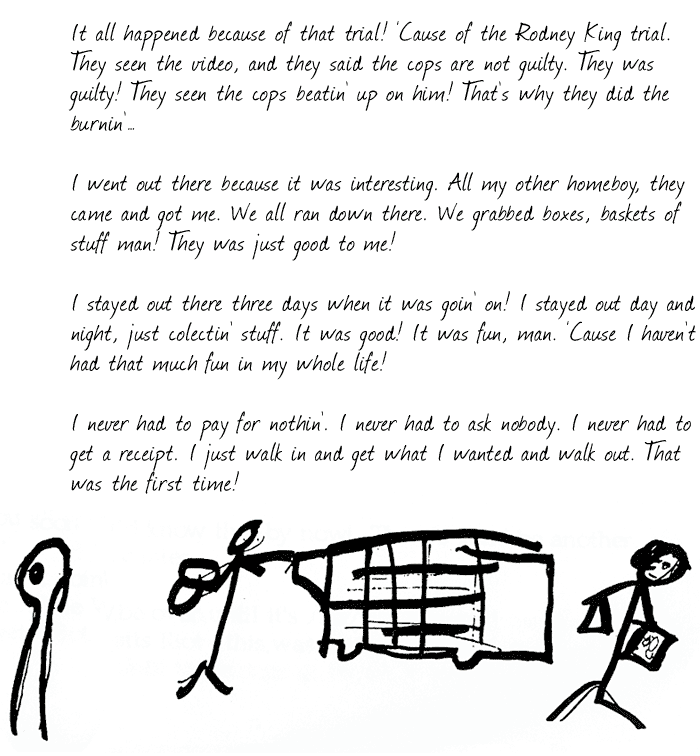 It all happened because of that trial! 'Cause of the Rodney King trial.
They seen the video, and they said the cops are not guilty. They was
guilty! They seen the cops beatin' up on him! That's why they did the
burnin'...
I went out there because it was interesting. All my other homeboy, they
came and got me. We all ran down there. We grabbed boxes, baskets of
stuff man! They was just good to me!
I stayed out there three days when it was goin' on! I stayed out day and
night, just colectin' stuff. It was good! It was fun, man. 'Cause I haven't
had that much fun in my whole life!
I never had to pay for nothin'. I never had to ask nobody. I never had to
get a receipt. I just walk in and get what I wanted and walk out. That
was the first time!